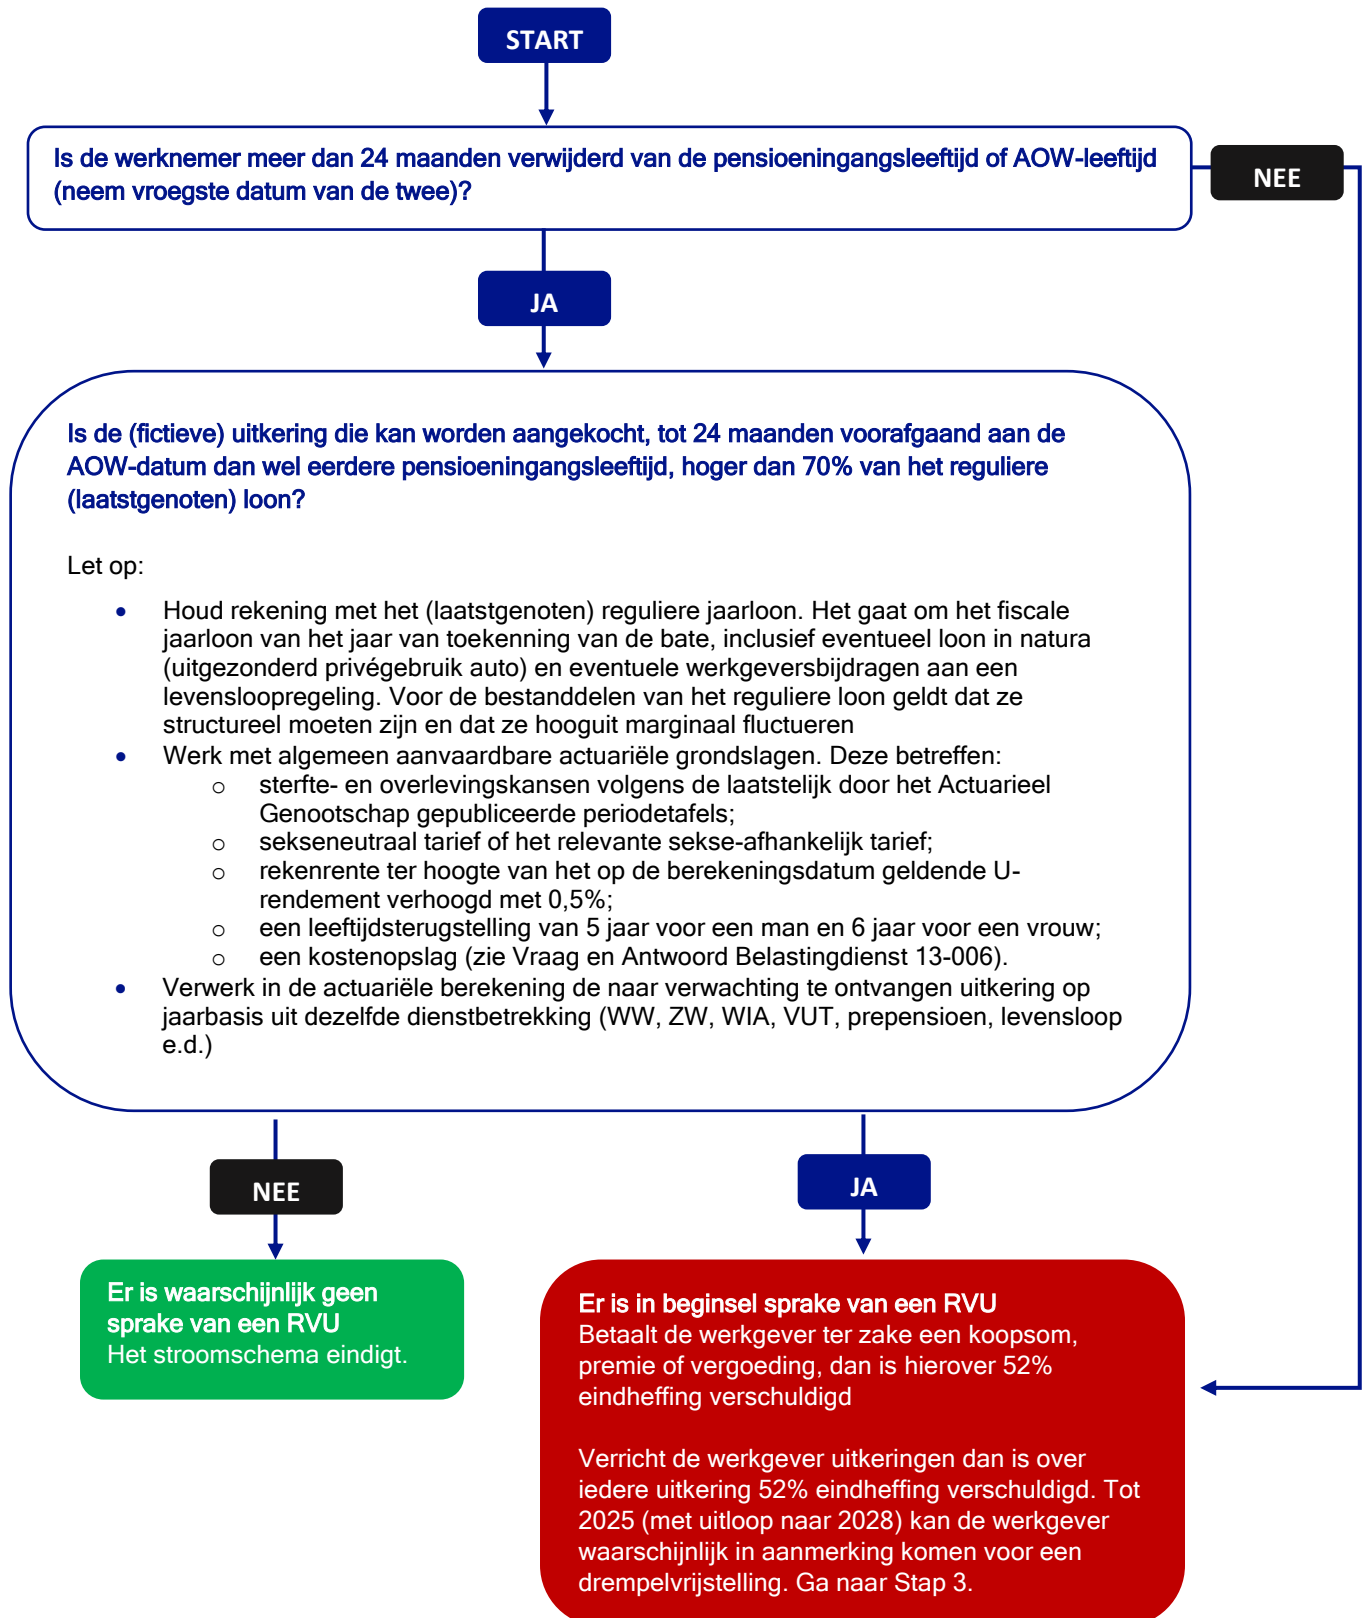 START
Is de werknemer meer dan 24 maanden verwijderd van de pensioeningangsleeftijd of AOW-leeftijd
(neem vroegste datum van de twee)?
NEE
JA
Is de (fictieve) uitkering die kan worden aangekocht, tot 24 maanden voorafgaand aan de
AOW-datum dan wel eerdere pensioeningangsleeftijd, hoger dan 70% van het reguliere
(laatstgenoten) loon?
Let op:
• Houd rekening met het (laatstgenoten) reguliere jaarloon. Het gaat om het fiscale
jaarloon van het jaar van toekenning van de bate, inclusief eventueel loon in natura
(uitgezonderd privégebruik auto) en eventuele werkgeversbijdragen aan een
levensloopregeling. Voor de bestanddelen van het reguliere loon geldt dat ze
structureel moeten zijn en dat ze hooguit marginaal fluctueren
• Werk met algemeen aanvaardbare actuariële grondslagen. Deze betreffen:
o sterfte- en overlevingskansen volgens de laatstelijk door het Actuarieel
Genootschap gepubliceerde periodetafels;
o sekseneutraal tarief of het relevante sekse-afhankelijk tarief;
o rekenrente ter hoogte van het op de berekeningsdatum geldende U-
rendement verhoogd met 0,5%;
o een leeftijdsterugstelling van 5 jaar voor een man en 6 jaar voor een vrouw;
o een kostenopslag (zie Vraag en Antwoord Belastingdienst 13-006).
• Verwerk in de actuariële berekening de naar verwachting te ontvangen uitkering op
jaarbasis uit dezelfde dienstbetrekking (WW, ZW, WIA, VUT, prepensioen, levensloop
e.d.)
NEE
JA
Er is waarschijnlijk geen
sprake van een RVU
Het stroomschema eindigt.
Er is in beginsel sprake van een RVU
Betaalt de werkgever ter zake een koopsom,
premie of vergoeding, dan is hierover 52%
eindheffing verschuldigd
Verricht de werkgever uitkeringen dan is over
iedere uitkering 52% eindheffing verschuldigd. Tot
2025 (met uitloop naar 2028) kan de werkgever
waarschijnlijk in aanmerking komen voor een
drempelvrijstelling. Ga naar Stap 3.